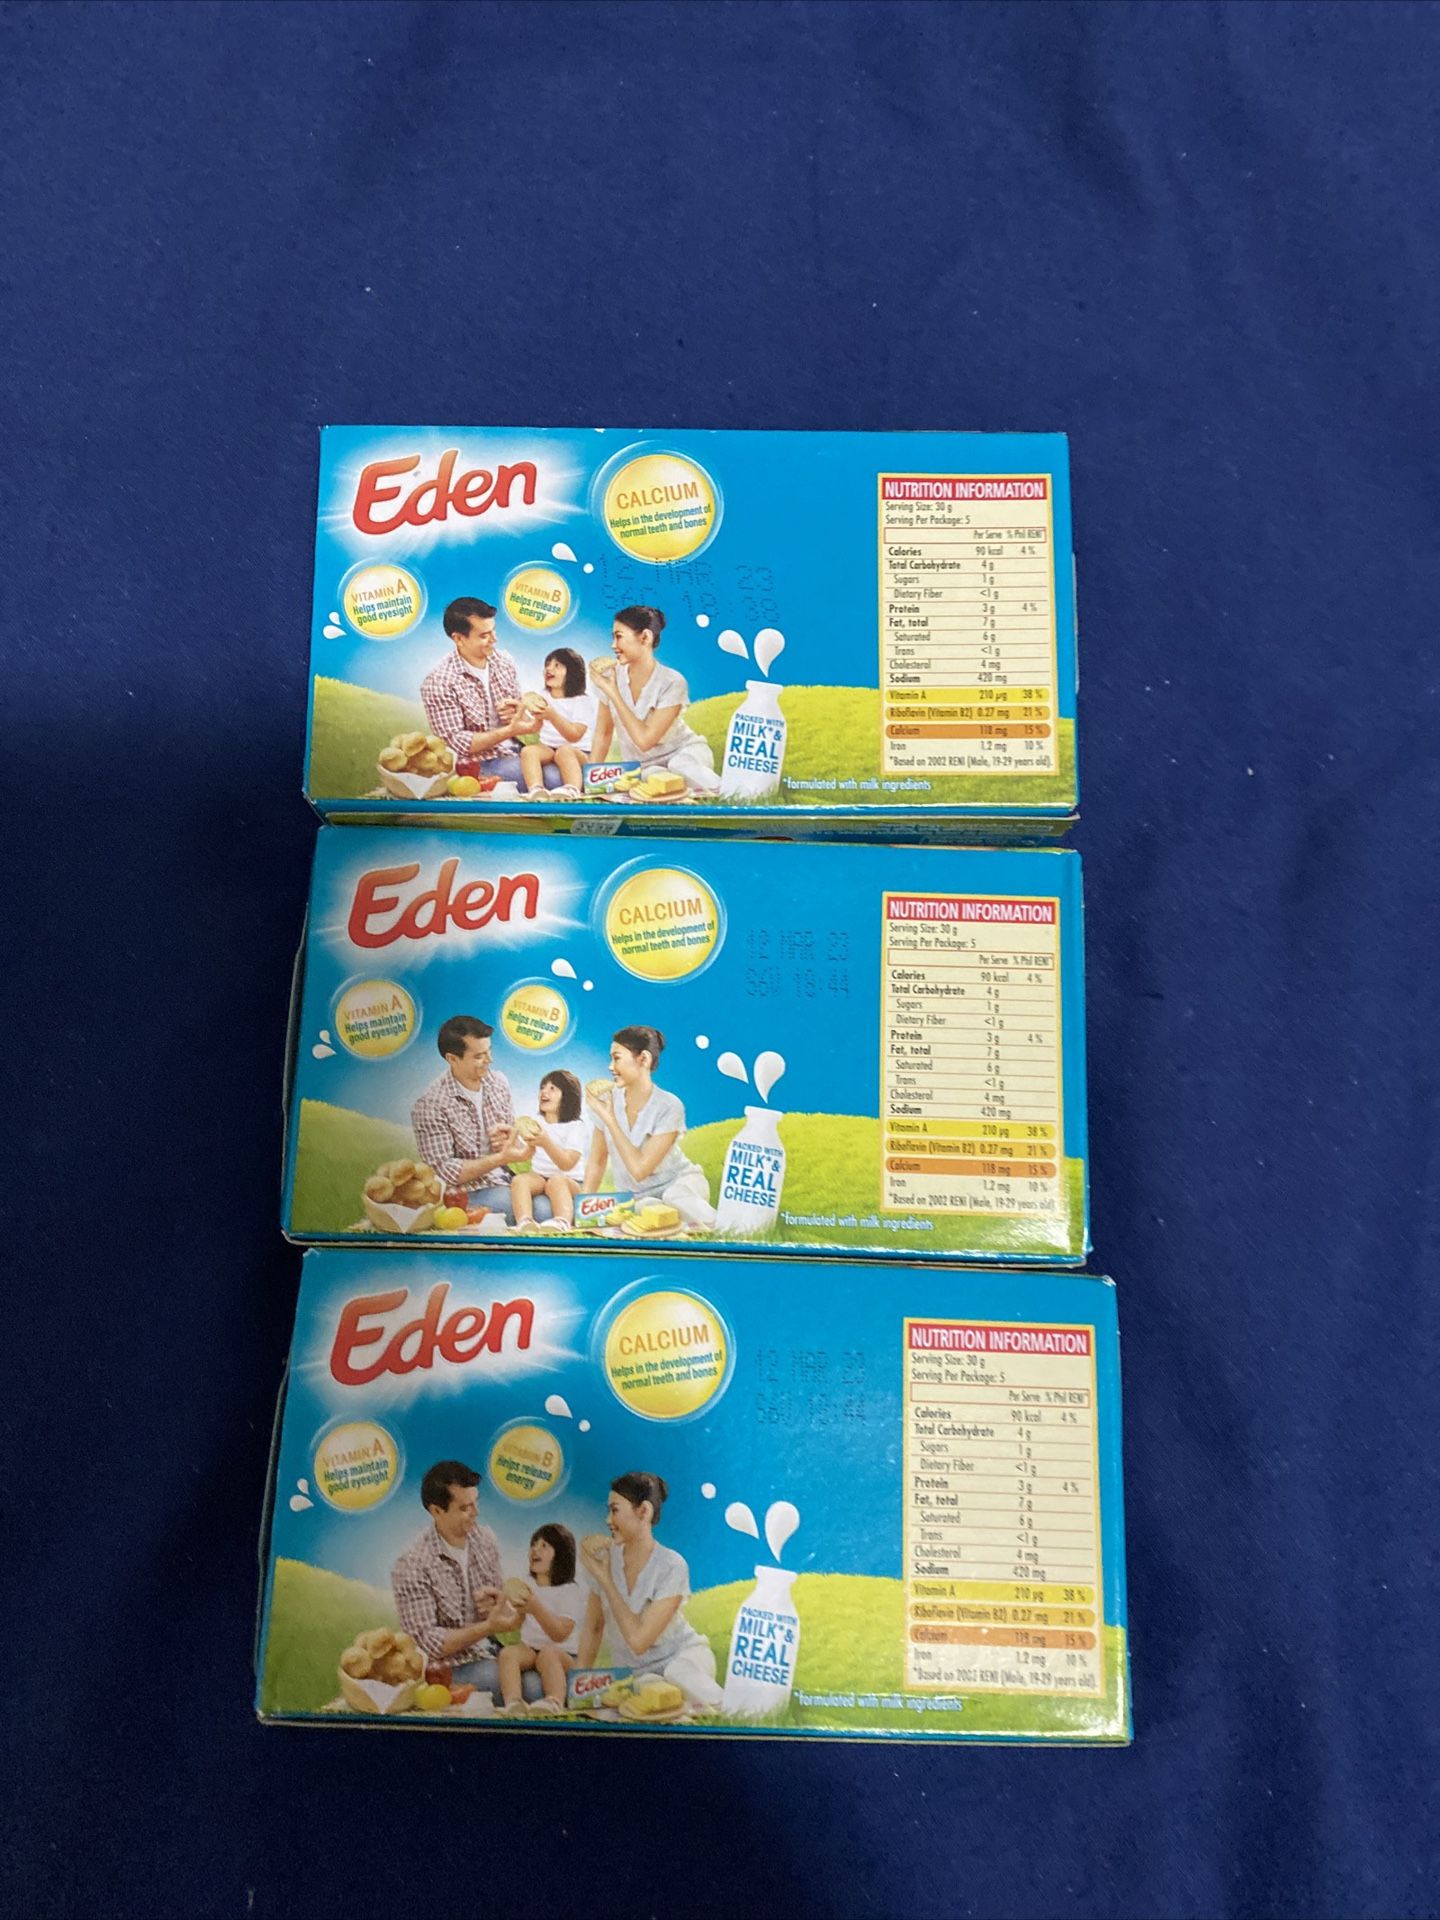 Eden
CALCIUM
Helps in the development of
normal teeth and bones
VITAMIN A
Helps maintain
good eyesight
VITAMIN B
Helps release
energy
12 MAR 23
S60 18 38
Eden
PACKED WITH
MILK*&
REAL
CHEESE
*formulated with milk ingredients
NUTRITION INFORMATION
Serving Size: 30 g
Serving Per Package: 5
Per Serve % Phil RENI*
Calories 90 kcal 4 %
Total Carbohydrate 4 g
Sugars 1 g
Dietary Fiber <1 g
Protein 3 g 4 %
Fat, total 7 g
Saturated 6 g
Trans <1 g
Cholesterol 4 mg
Sodium 420 mg
Vitamin A 210 µg 38 %
Riboflavin (Vitamin B2) 0.27 mg 21 %
Calcium 118 mg 15 %
Iron 1.2 mg 10 %
*Based on 2002 RENI (Male, 19-29 years old).
Eden
CALCIUM
Helps in the development of
normal teeth and bones
VITAMIN A
Helps maintain
good eyesight
VITAMIN B
Helps release
energy
12 MAR 23
S60 18:44
Eden
PACKED WITH
MILK*&
REAL
CHEESE
*formulated with milk ingredients
NUTRITION INFORMATION
Serving Size: 30 g
Serving Per Package: 5
Per Serve % Phil RENI*
Calories 90 kcal 4 %
Total Carbohydrate 4 g
Sugars 1 g
Dietary Fiber <1 g
Protein 3 g 4 %
Fat, total 7 g
Saturated 6 g
Trans <1 g
Cholesterol 4 mg
Sodium 420 mg
Vitamin A 210 µg 38 %
Riboflavin (Vitamin B2) 0.27 mg 21 %
Calcium 118 mg 15 %
Iron 1.2 mg 10 %
*Based on 2002 RENI (Male, 19-29 years old).
Eden
CALCIUM
Helps in the development of
normal teeth and bones
VITAMIN A
Helps maintain
good eyesight
VITAMIN B
Helps release
energy
12 MAR 23
S60 18:44
Eden
PACKED WITH
MILK*&
REAL
CHEESE
*formulated with milk ingredients
NUTRITION INFORMATION
Serving Size: 30 g
Serving Per Package: 5
Per Serve % Phil RENI*
Calories 90 kcal 4 %
Total Carbohydrate 4 g
Sugars 1 g
Dietary Fiber <1 g
Protein 3 g 4 %
Fat, total 7 g
Saturated 6 g
Trans <1 g
Cholesterol 4 mg
Sodium 420 mg
Vitamin A 210 µg 38 %
Riboflavin (Vitamin B2) 0.27 mg 21 %
Calcium 118 mg 15 %
Iron 1.2 mg 10 %
*Based on 2002 RENI (Male, 19-29 years old).